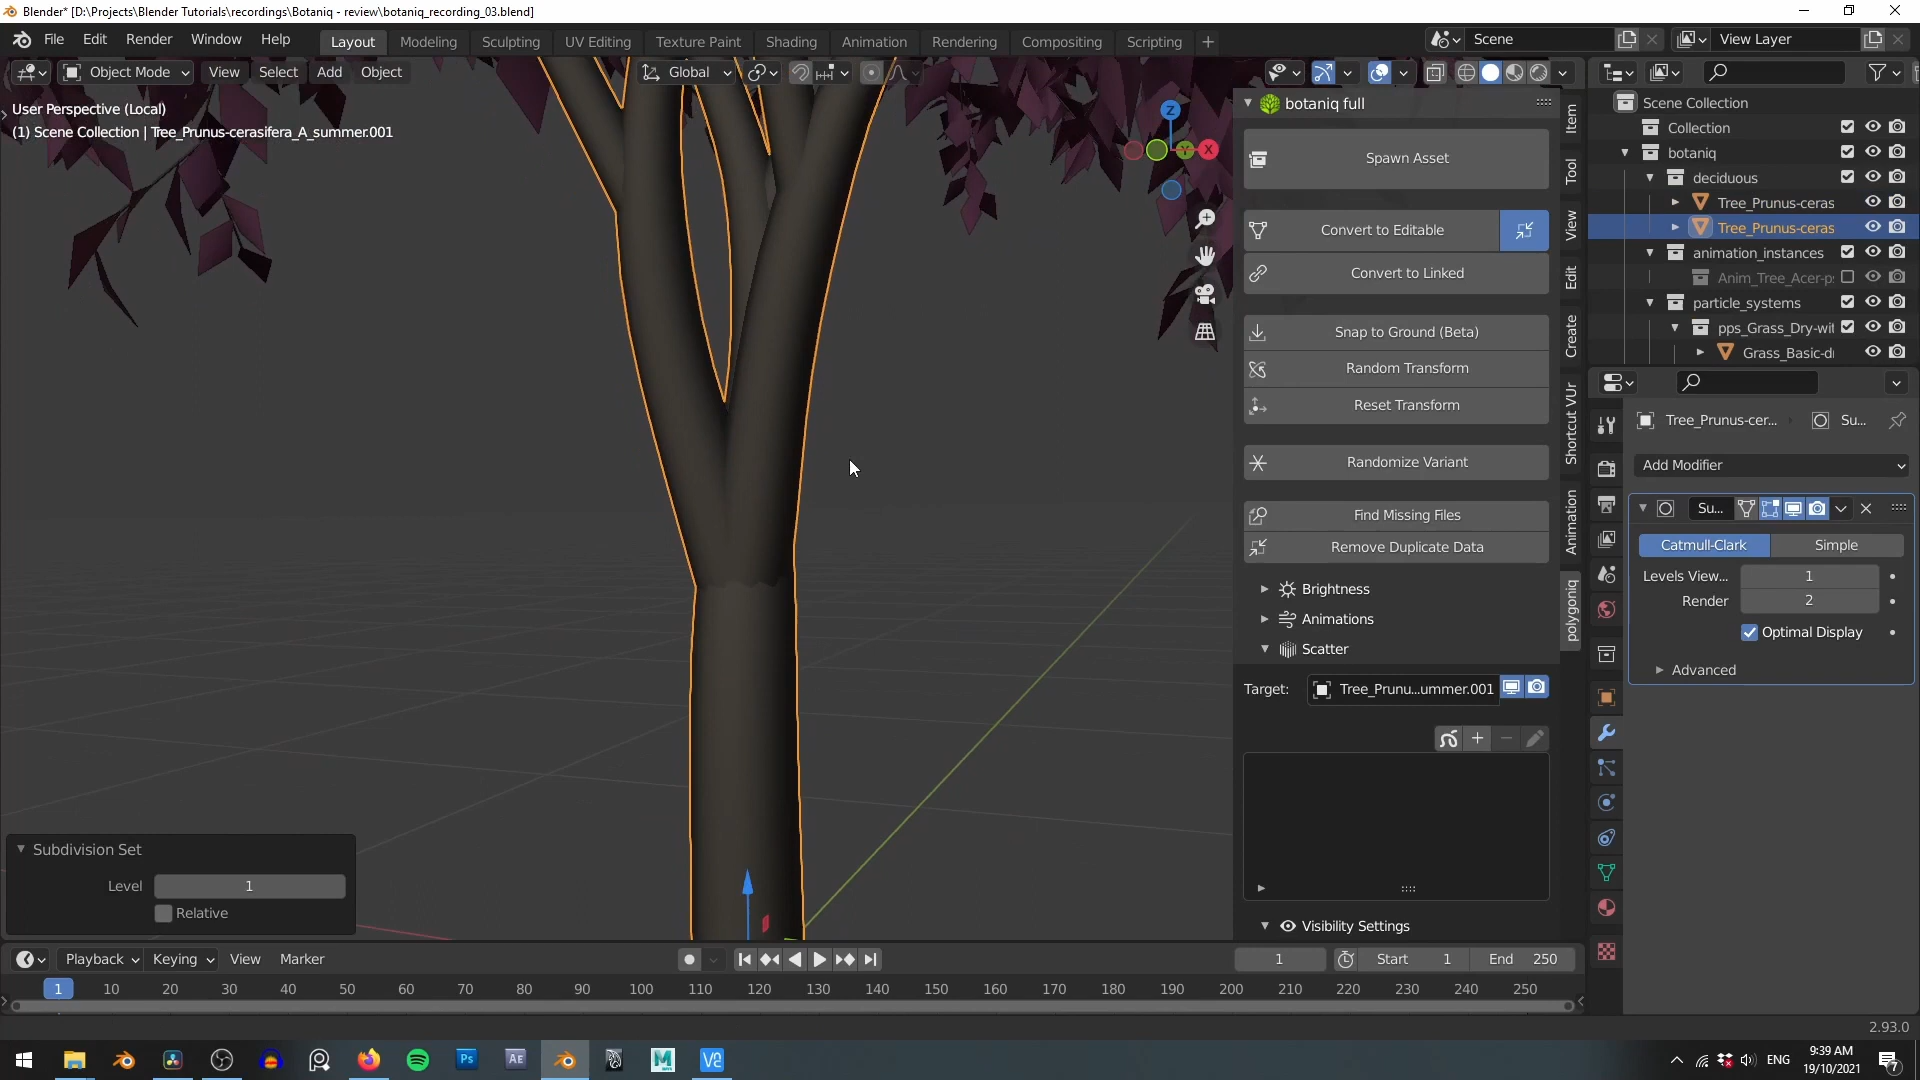 Blender* [D:\Projects\Blender Tutorials\recordings\Botaniq - review\botaniq_recording_03.blend]
File Edit Render Window Help Layout Modeling Sculpting UV Editing Texture Paint Shading Animation Rendering Compositing Scripting + Scene View Layer
Object Mode View Select Add Object Global
User Perspective (Local)
(1) Scene Collection | Tree_Prunus-cerasifera_A_summer.001
Z
Y
X
botaniq full
Spawn Asset
Convert to Editable
Convert to Linked
Snap to Ground (Beta)
Random Transform
Reset Transform
Randomize Variant
Find Missing Files
Remove Duplicate Data
Brightness
Animations
Scatter
Target: Tree_Prunu...ummer.001
Visibility Settings
Item
Tool
View
Edit
Create
Shortcut VUr
Animation
polygoniq
Scene Collection
Collection
botaniq
deciduous
Tree_Prunus-ceras
Tree_Prunus-ceras
animation_instances
Anim_Tree_Acer-p
particle_systems
pps_Grass_Dry-wi
Grass_Basic-d
Tree_Prunus-cer... Su...
Add Modifier
Su...
Catmull-Clark Simple
Levels View... 1
Render 2
Optimal Display
Advanced
Subdivision Set
Level 1
Relative
Playback Keying View Marker 1 Start 1 End 250
1 10 20 30 40 50 60 70 80 90 100 110 120 130 140 150 160 170 180 190 200 210 220 230 240 250
2.93.0
Ps Ae M V2 ENG 9:39 AM
19/10/2021
7